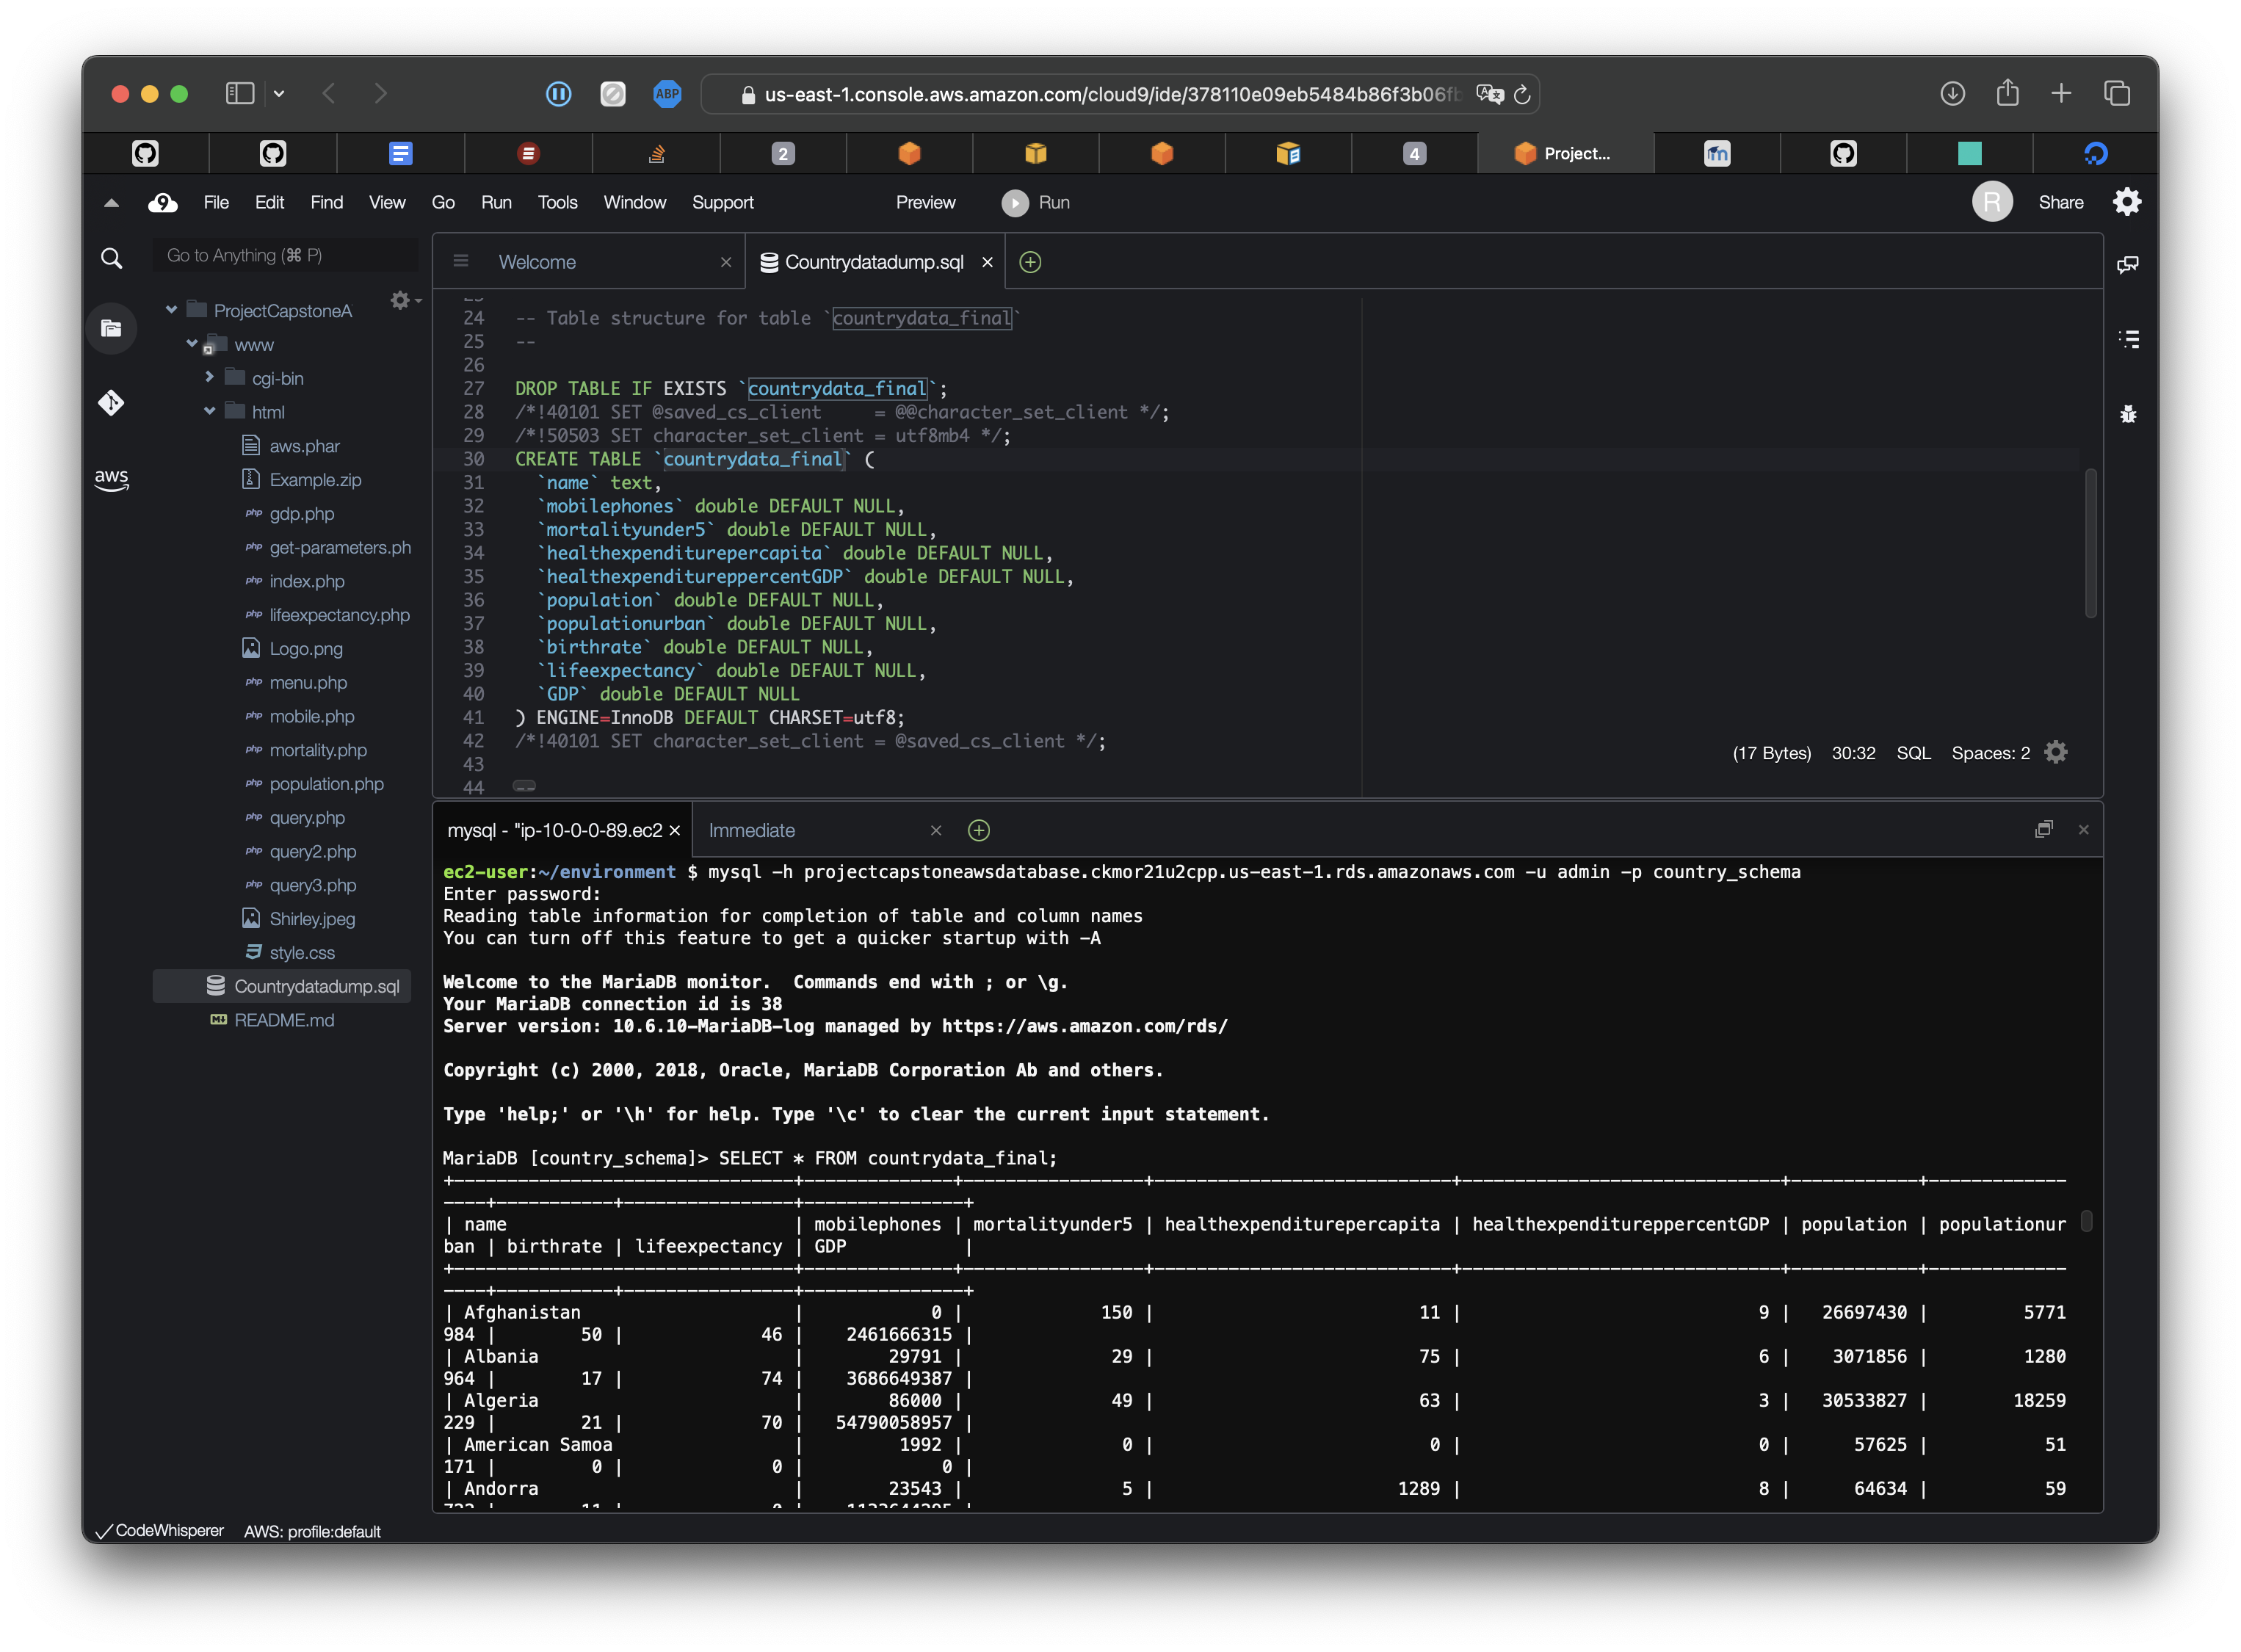 ABP
us-east-1.console.aws.amazon.com/cloud9/ide/378110e09eb5484b86f3b06fb
2
4
Project...
9
File Edit Find View Go Run Tools Window Support Preview Run
R
Share
Go to Anything (⌘ P)
ProjectCapstoneA
www
cgi-bin
html
aws.phar
Example.zip
php gdp.php
php get-parameters.ph
php index.php
php lifeexpectancy.php
Logo.png
php menu.php
php mobile.php
php mortality.php
php population.php
php query.php
php query2.php
php query3.php
Shirley.jpeg
style.css
Countrydatadump.sql
README.md
aws
Welcome
Countrydatadump.sql
24 -- Table structure for table `countrydata_final`
25 --
26
27 DROP TABLE IF EXISTS `countrydata_final`;
28 /*!40101 SET @saved_cs_client     = @@character_set_client */;
29 /*!50503 SET character_set_client = utf8mb4 */;
30 CREATE TABLE `countrydata_final` (
31   `name` text,
32   `mobilephones` double DEFAULT NULL,
33   `mortalityunder5` double DEFAULT NULL,
34   `healthexpenditurepercapita` double DEFAULT NULL,
35   `healthexpenditureppercentGDP` double DEFAULT NULL,
36   `population` double DEFAULT NULL,
37   `populationurban` double DEFAULT NULL,
38   `birthrate` double DEFAULT NULL,
39   `lifeexpectancy` double DEFAULT NULL,
40   `GDP` double DEFAULT NULL
41 ) ENGINE=InnoDB DEFAULT CHARSET=utf8;
42 /*!40101 SET character_set_client = @saved_cs_client */;
43
44 --
(17 Bytes) 30:32 SQL Spaces: 2
mysql - "ip-10-0-0-89.ec2
Immediate
ec2-user:~/environment $ mysql -h projectcapstoneawsdatabase.ckmor21u2cpp.us-east-1.rds.amazonaws.com -u admin -p country_schema
Enter password:
Reading table information for completion of table and column names
You can turn off this feature to get a quicker startup with -A
Welcome to the MariaDB monitor.  Commands end with ; or \g.
Your MariaDB connection id is 38
Server version: 10.6.10-MariaDB-log managed by https://aws.amazon.com/rds/
Copyright (c) 2000, 2018, Oracle, MariaDB Corporation Ab and others.
Type 'help;' or '\h' for help. Type '\c' to clear the current input statement.
MariaDB [country_schema]> SELECT * FROM countrydata_final;
| name | mobilephones | mortalityunder5 | healthexpenditurepercapita | healthexpenditureppercentGDP | population | populationur
ban | birthrate | lifeexpectancy | GDP |
| Afghanistan | 0 | 150 | 11 | 9 | 26697430 | 5771
984 | 50 | 46 | 2461666315 |
| Albania | 29791 | 29 | 75 | 6 | 3071856 | 1280
964 | 17 | 74 | 3686649387 |
| Algeria | 86000 | 49 | 63 | 3 | 30533827 | 18259
229 | 21 | 70 | 54790058957 |
| American Samoa | 1992 | 0 | 0 | 0 | 57625 | 51
171 | 0 | 0 | 0 |
| Andorra | 23543 | 5 | 1289 | 8 | 64634 | 59
CodeWhisperer AWS: profile:default